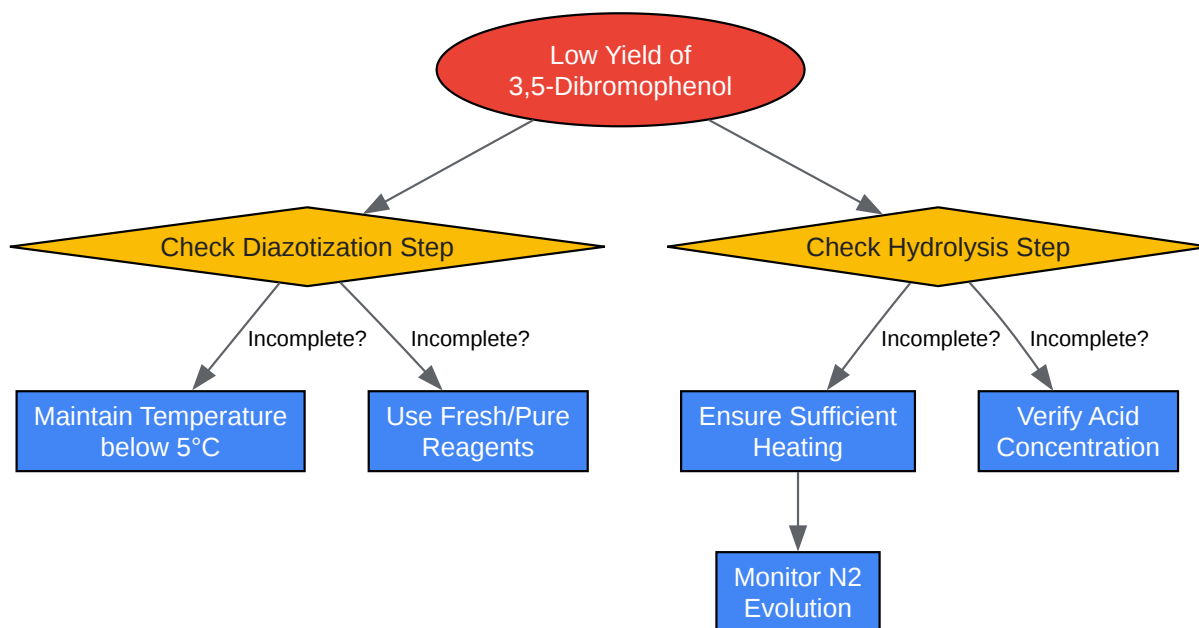 Low Yield of
3,5-Dibromophenol
Check Diazotization Step
Check Hydrolysis Step
Incomplete?
Incomplete?
Incomplete?
Incomplete?
Maintain Temperature
below 5°C
Use Fresh/Pure
Reagents
Ensure Sufficient
Heating
Verify Acid
Concentration
Monitor N2
Evolution